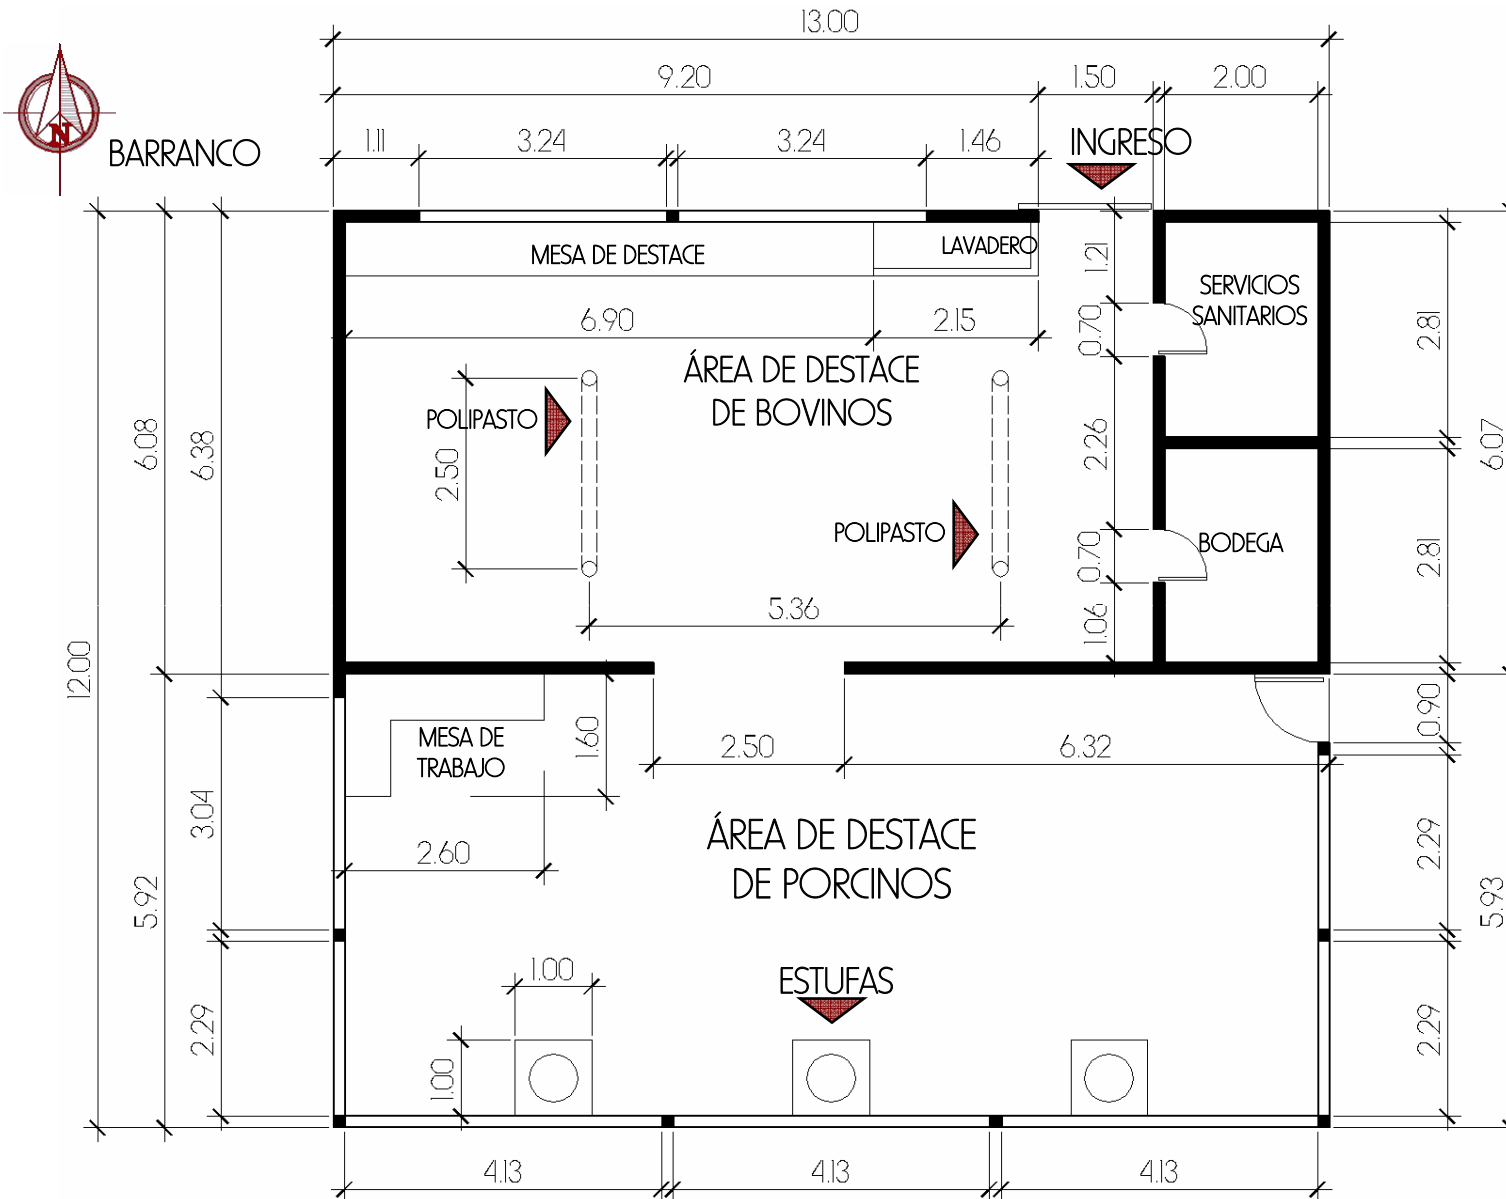 13.00
9.20
1.50
2.00
1.11
3.24
3.24
1.46
INGRESO
N
BARRANCO
MESA DE DESTACE
LAVADERO
1.21
SERVICIOS
SANITARIOS
6.90
2.15
0.70
2.81
ÁREA DE DESTACE
DE BOVINOS
POLIPASTO
6.08
6.38
2.50
2.26
6.07
POLIPASTO
0.70
BODEGA
2.81
5.36
1.06
12.00
MESA DE
TRABAJO
1.60
2.50
6.32
0.90
3.04
ÁREA DE DESTACE
DE PORCINOS
2.60
2.29
5.92
5.93
ESTUFAS
1.00
2.29
1.00
2.29
4.13
4.13
4.13